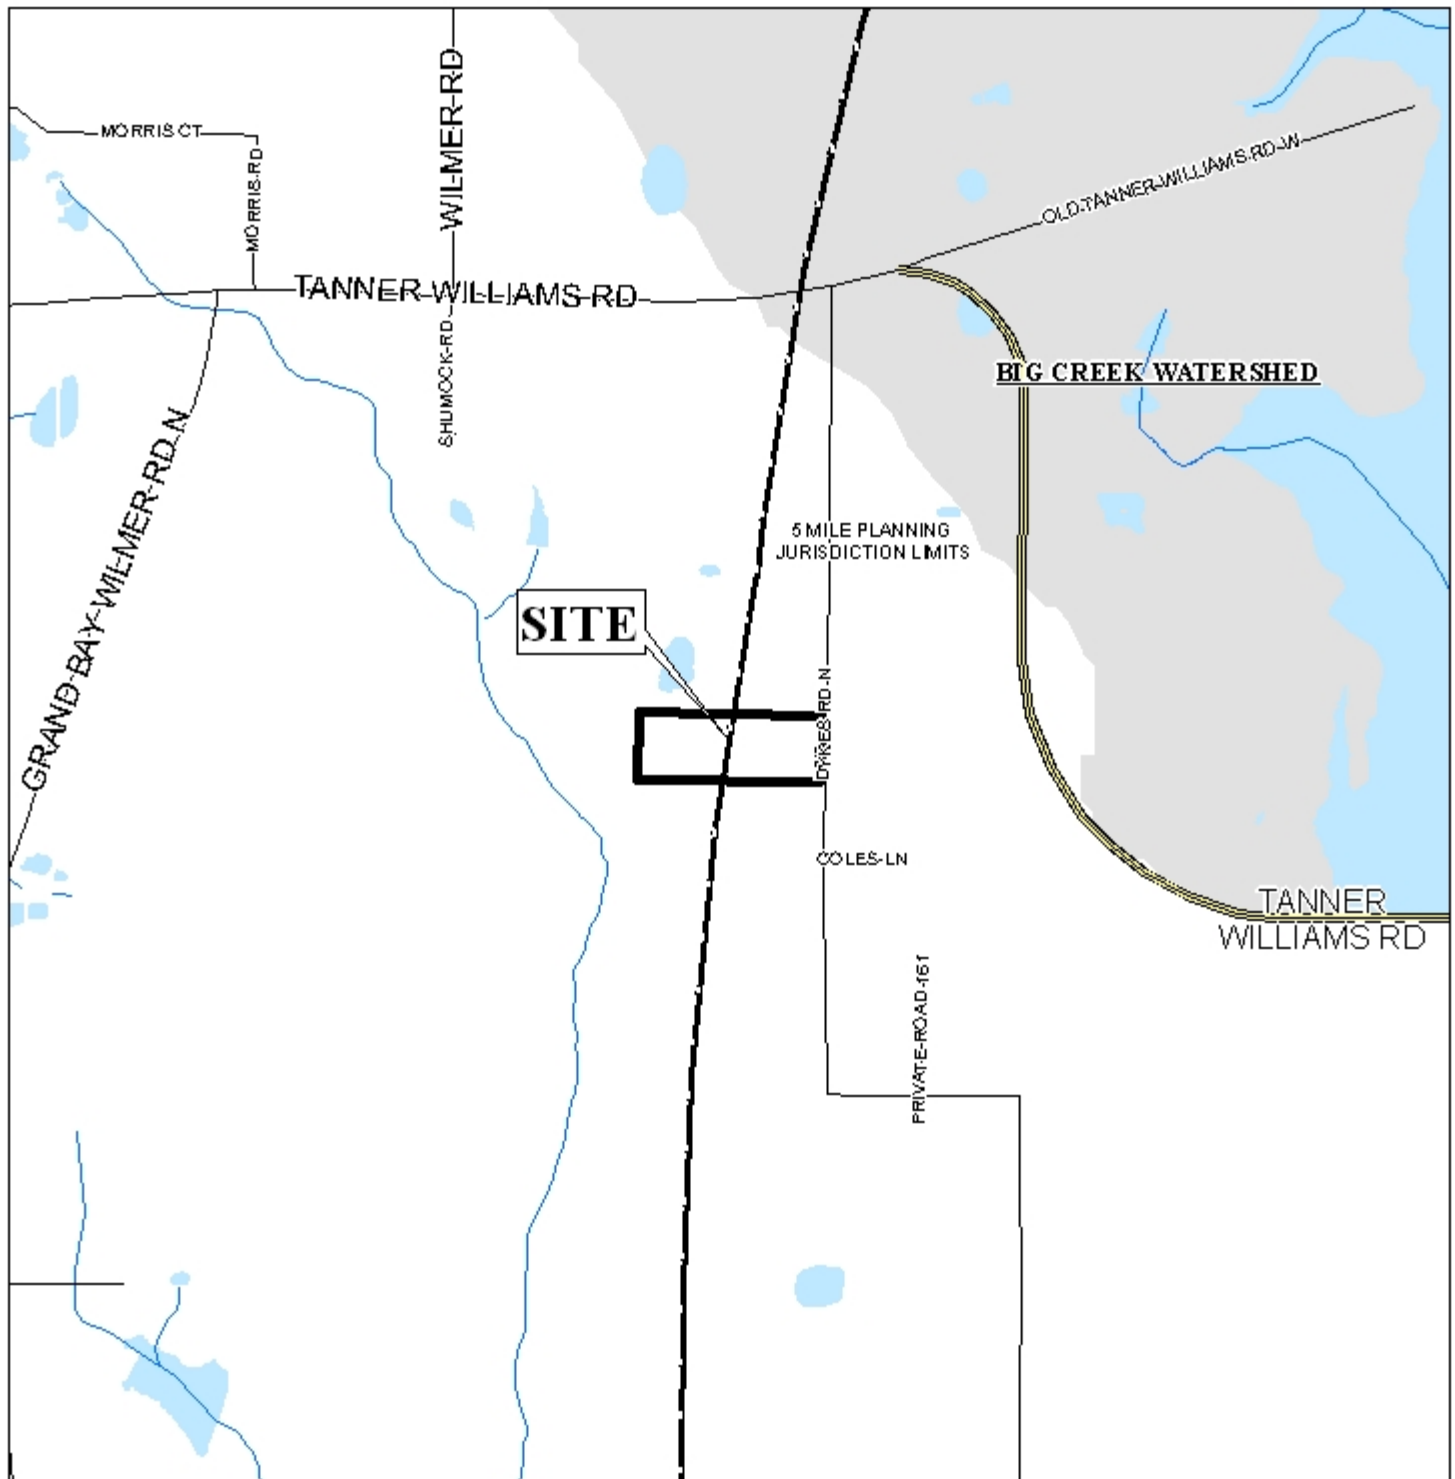 WILMER-RD
MORRIS CT
MORRIS-RD
OLD-TANNER-WILLIAMS-RD-W
TANNER-WILLIAMS-RD
SHUMOCK-RD
BIG CREEK WATERSHED
GRAND-BAY-WILMER-RD-N
5 MILE PLANNING
JURISDICTION LIMITS
SITE
DYKES-RD-N
COLES-LN
TANNER
WILLIAMS RD
PRIVATE-ROAD-161